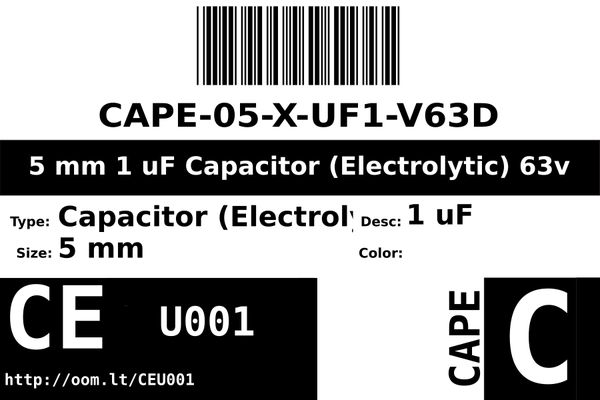 CAPE-05-X-UF1-V63D
5 mm 1 uF Capacitor (Electrolytic) 63v
Type: Capacitor (Electroly Desc: 1 uF
Size: 5 mm Color:
CE U001
http://oom.lt/CEU001
CAPE
C